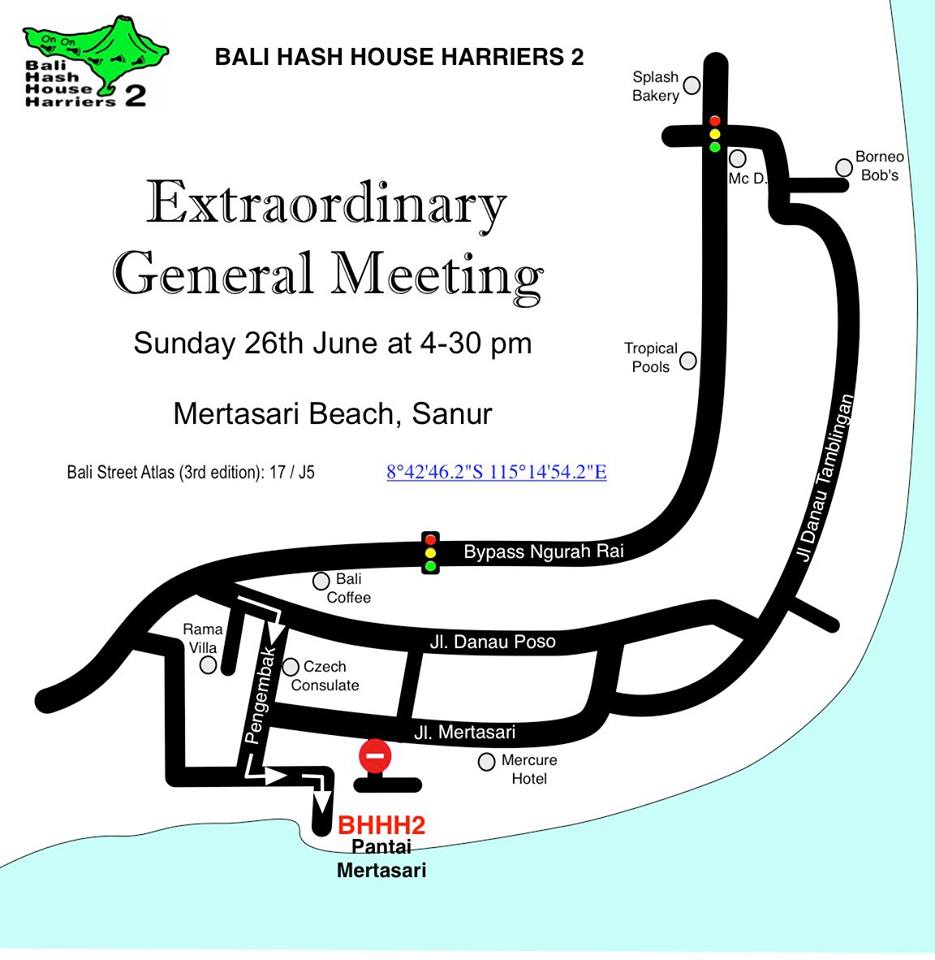 On On
Bali
Hash
House
Harriers 2
BALI HASH HOUSE HARRIERS 2
Extraordinary
General Meeting
Sunday 26th June at 4-30 pm
Mertasari Beach, Sanur
Bali Street Atlas (3rd edition): 17 / J5
8°42'46.2"S 115°14'54.2"E
Splash
Bakery
Mc D.
Borneo
Bob's
Tropical
Pools
Jl Danau Tamblingan
Bypass Ngurah Rai
Bali
Coffee
Rama
Villa
Jl. Danau Poso
Czech
Consulate
Pengembak
Jl. Mertasari
Mercure
Hotel
BHHH2
Pantai
Mertasari